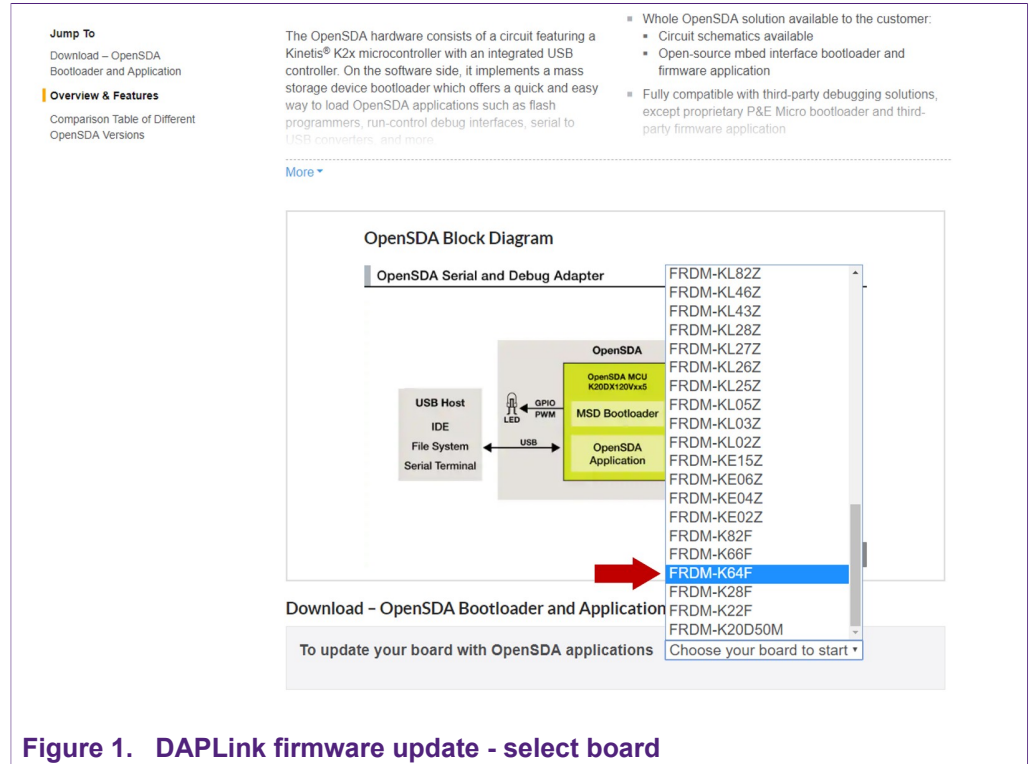 Jump To
Download – OpenSDA
Bootloader and Application
Overview & Features
Comparison Table of Different
OpenSDA Versions
The OpenSDA hardware consists of a circuit featuring a
Kinetis® K2x microcontroller with an integrated USB
controller. On the software side, it implements a mass
storage device bootloader which offers a quick and easy
way to load OpenSDA applications such as flash
programmers, run-control debug interfaces, serial to
USB converters, and more
Whole OpenSDA solution available to the customer:
Circuit schematics available
Open-source mbed interface bootloader and
firmware application
Fully compatible with third-party debugging solutions,
except proprietary P&E Micro bootloader and third-
party firmware application
More
OpenSDA Block Diagram
OpenSDA Serial and Debug Adapter
USB Host
IDE
File System
Serial Terminal
LED
GPIO
PWM
USB
OpenSDA
OpenSDA MCU
K20DX120Vxx5
MSD Bootloader
OpenSDA
Application
FRDM-KL82Z
FRDM-KL46Z
FRDM-KL43Z
FRDM-KL28Z
FRDM-KL27Z
FRDM-KL26Z
FRDM-KL25Z
FRDM-KL05Z
FRDM-KL03Z
FRDM-KL02Z
FRDM-KE15Z
FRDM-KE06Z
FRDM-KE04Z
FRDM-KE02Z
FRDM-K82F
FRDM-K66F
FRDM-K64F
FRDM-K28F
FRDM-K22F
FRDM-K20D50M
Download – OpenSDA Bootloader and Application
To update your board with OpenSDA applications
Choose your board to start
Figure 1. DAPLink firmware update - select board